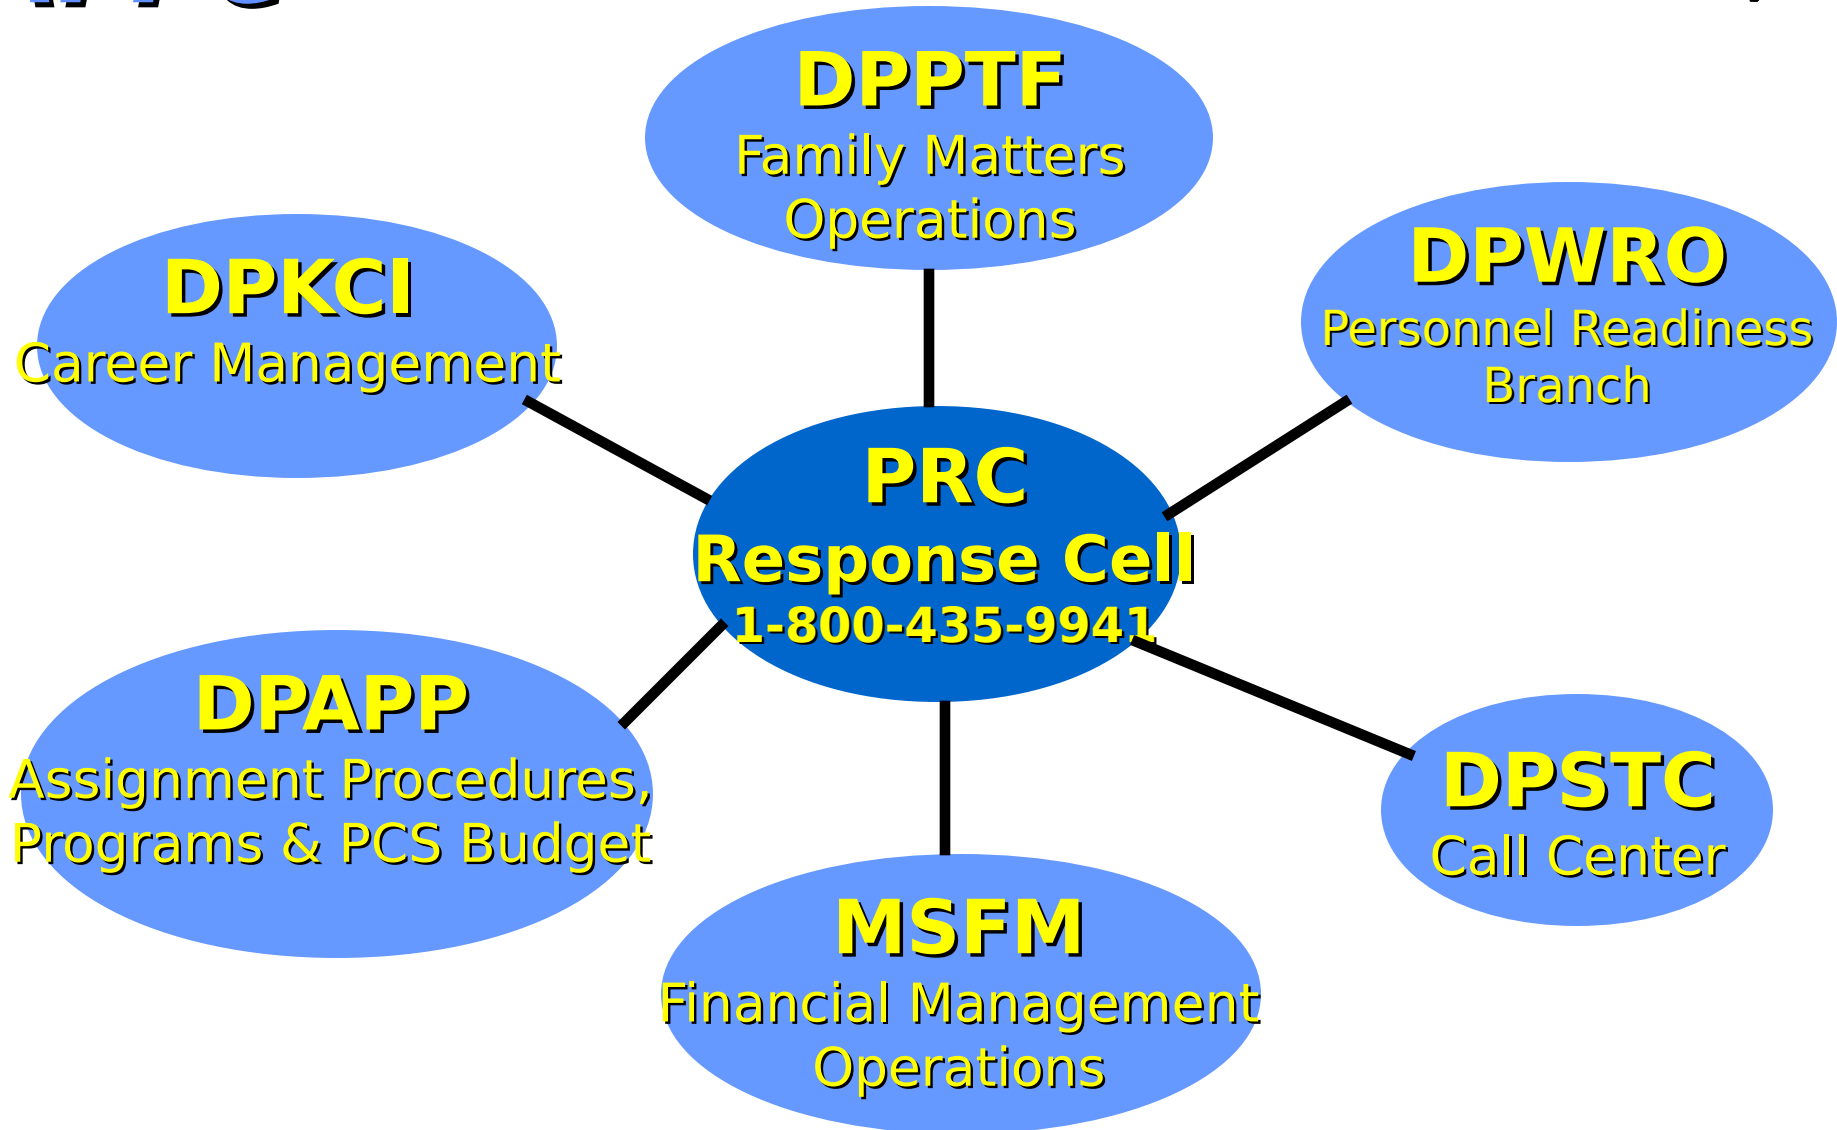 DPPTF
Family Matters
Operations
DPWRO
Personnel Readiness
Branch
DPKCI
Career Management
PRC
Response Cell
1-800-435-9941
DPAPP
Assignment Procedures,
Programs & PCS Budget
DPSTC
Call Center
MSFM
Financial Management
Operations